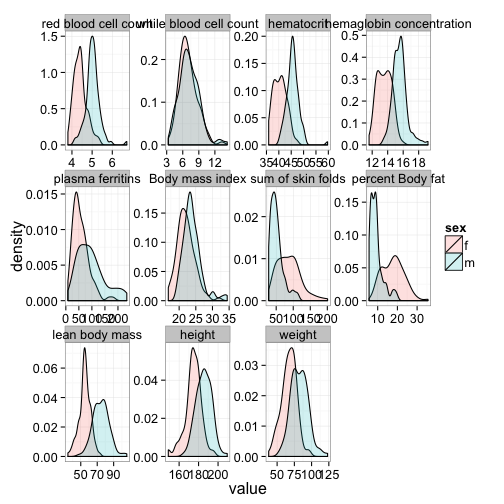 red blood cell count while blood cell count hematocrit hemaglobin concentration
1.5
1.0
0.5
0.0
4 5 6
0.2
0.1
0.0
3 6 9 12
0.20
0.15
0.10
0.05
0.00
35 40 45 50 55 60
0.5
0.4
0.3
0.2
0.1
0.0
12 14 16 18
plasma ferritins Body mass index sum of skin folds percent Body fat
0.015
0.010
0.005
0.000
0 50 100 150 200
0.15
0.10
0.05
0.00
20 25 30 35
0.02
0.01
0.00
50 100 150 200
0.15
0.10
0.05
0.00
10 20 30
lean body mass height weight
0.06
0.04
0.02
0.00
50 70 90
0.04
0.02
0.00
160 180 200
0.03
0.02
0.01
0.00
50 75 100 125
density
value
sex
f
m